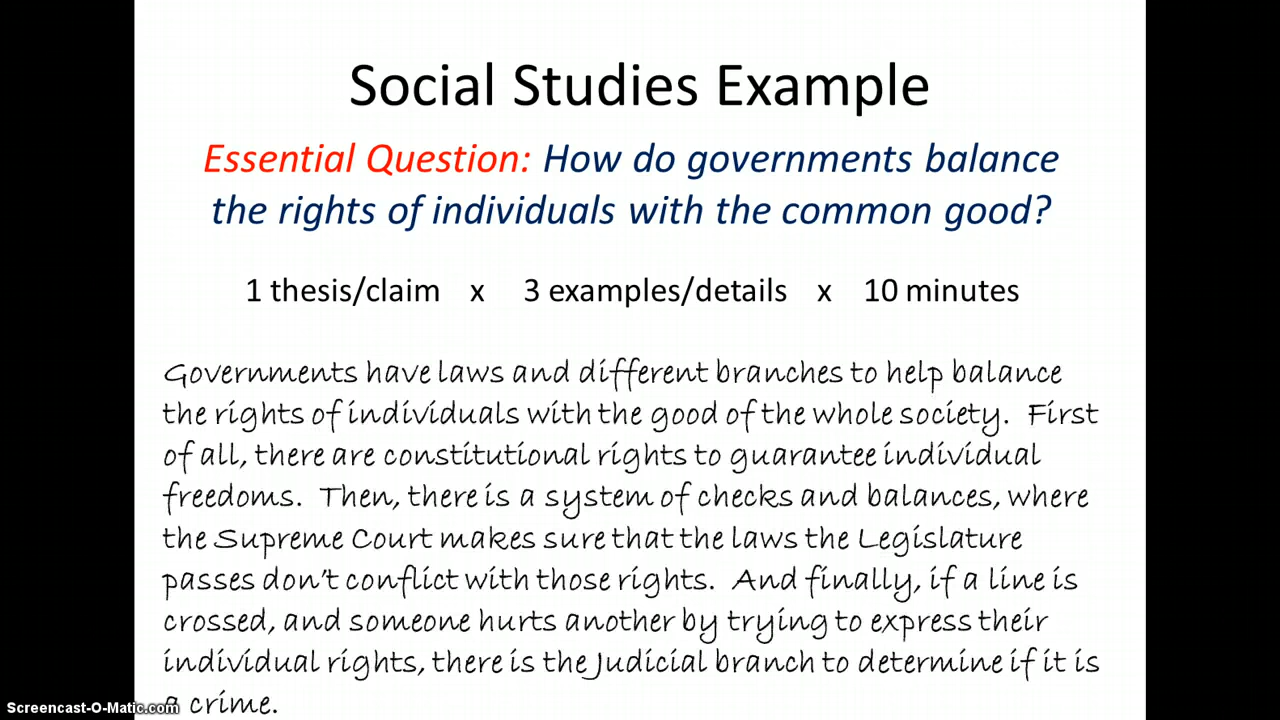 Social Studies Example
Essential Question: How do governments balance
the rights of individuals with the common good?
1 thesis/claim x 3 examples/details x 10 minutes
Governments have laws and different branches to help balance
the rights of individuals with the good of the whole society. First
of all, there are constitutional rights to guarantee individual
freedoms. Then, there is a system of checks and balances, where
the Supreme Court makes sure that the laws the Legislature
passes don't conflict with those rights. And finally, if a line is
crossed, and someone hurts another by trying to express their
individual rights, there is the Judicial branch to determine if it is
a crime.
Screencast-O-Matic.com